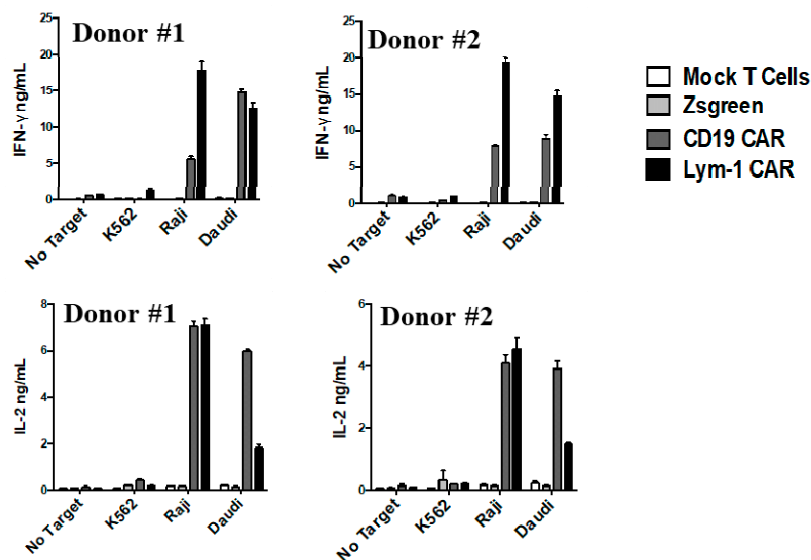 Donor #1
25
20
15
10
5
0
IFN-γ ng/mL
No Target
K562
Raji
Daudi
Donor #2
25
20
15
10
5
0
IFN-γ ng/mL
No Target
K562
Raji
Daudi
Mock T Cells
Zsgreen
CD19 CAR
Lym-1 CAR
Donor #1
8
6
4
2
0
IL-2 ng/mL
No Target
K562
Raji
Daudi
Donor #2
6
4
2
0
IL-2 ng/mL
No Target
K562
Raji
Daudi